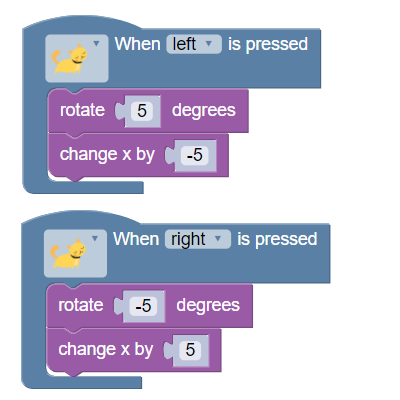 When left is pressed
rotate 5 degrees
change x by -5
When right is pressed
rotate -5 degrees
change x by 5